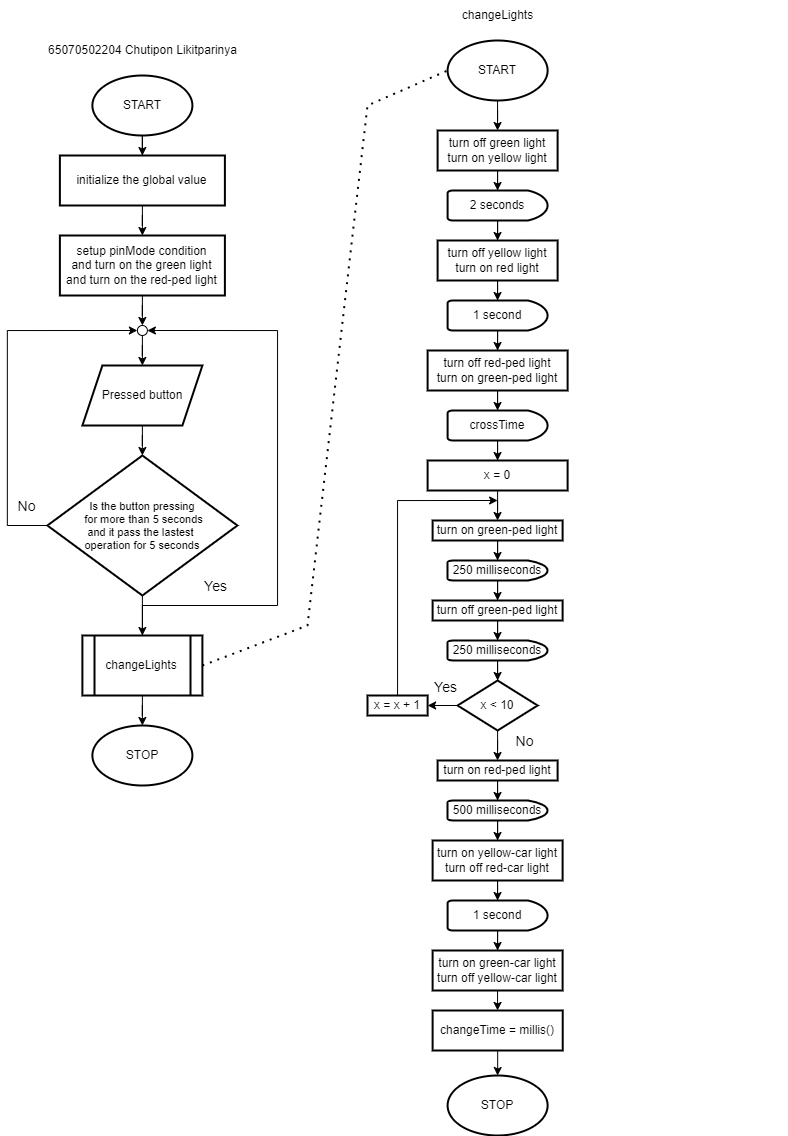 65070502204 Chutipon Likitparinya
START
initialize the global value
setup pinMode condition
and turn on the green light
and turn on the red-ped light
Pressed button
Is the button pressing
for more than 5 seconds
and it pass the lastest
operation for 5 seconds
No
Yes
changeLights
STOP
changeLights
START
turn off green light
turn on yellow light
2 seconds
turn off yellow light
turn on red light
1 second
turn off red-ped light
turn on green-ped light
crossTime
x = 0
turn on green-ped light
250 milliseconds
turn off green-ped light
250 milliseconds
x < 10
Yes
x = x + 1
No
turn on red-ped light
500 milliseconds
turn on yellow-car light
turn off red-car light
1 second
turn on green-car light
turn off yellow-car light
changeTime = millis()
STOP